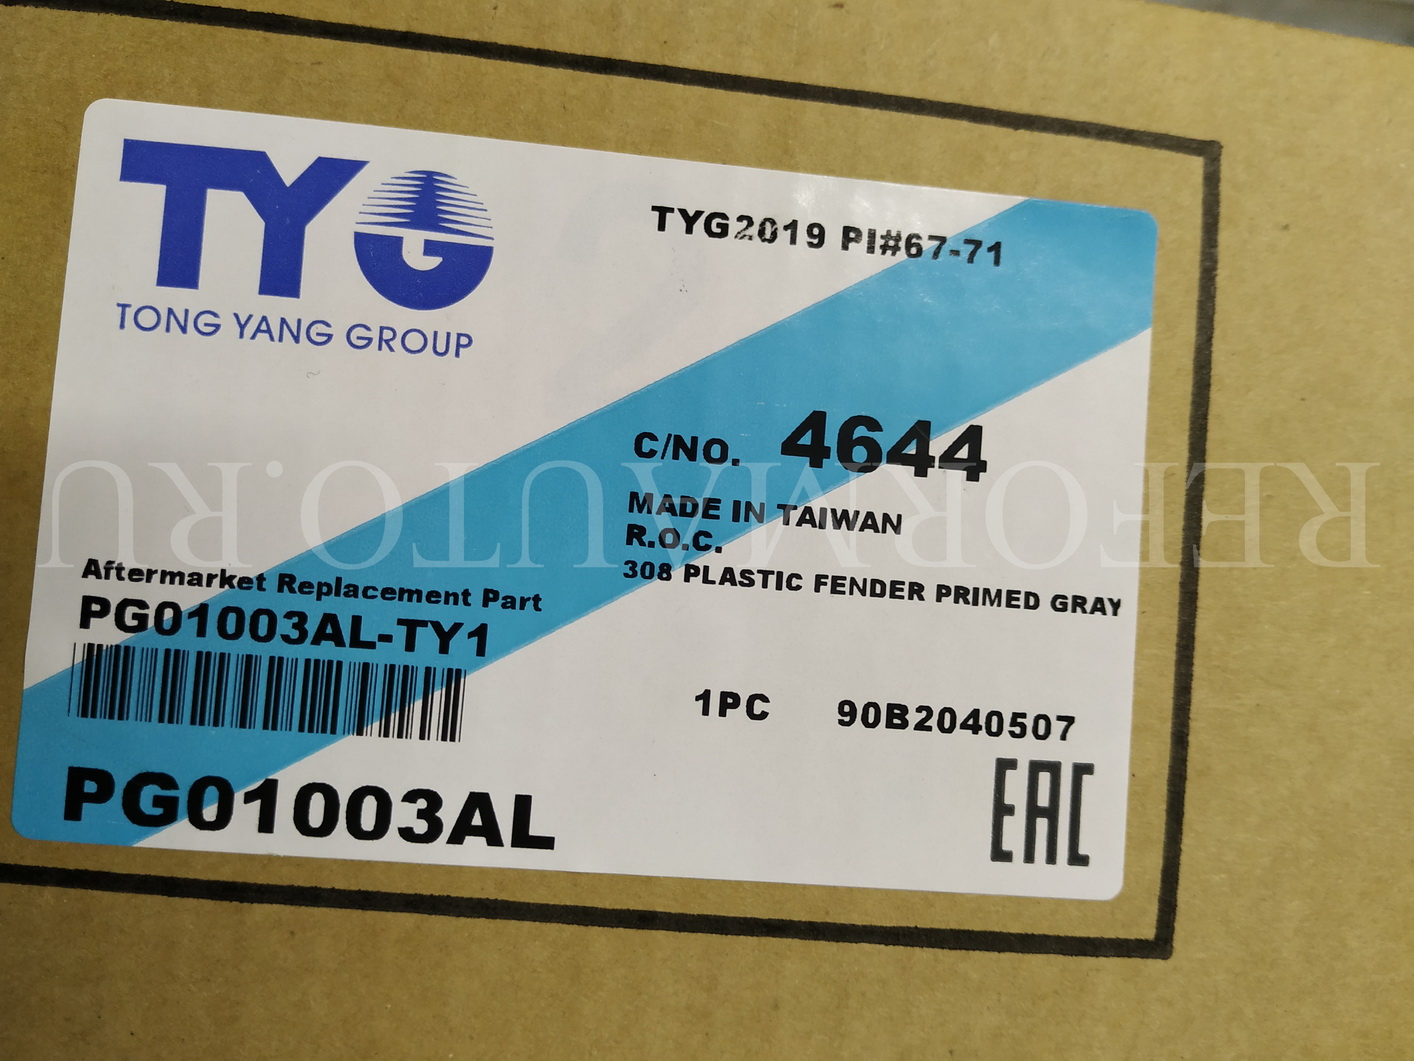 TYG
TONG YANG GROUP
TYG2019 PI#67-71
C/NO. 4644
MADE IN TAIWAN
R.O.C.
308 PLASTIC FENDER PRIMED GRAY
Aftermarket Replacement Part
PG01003AL-TY1
1PC 90B2040507
PG01003AL
EAC
REFORMAUTO.RU